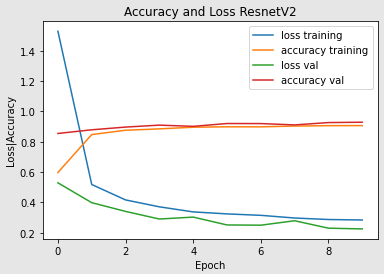 Accuracy and Loss ResnetV2
loss training
accuracy training
loss val
accuracy val
Loss|Accuracy
1.4
1.2
1.0
0.8
0.6
0.4
0.2
0 2 4 6 8
Epoch